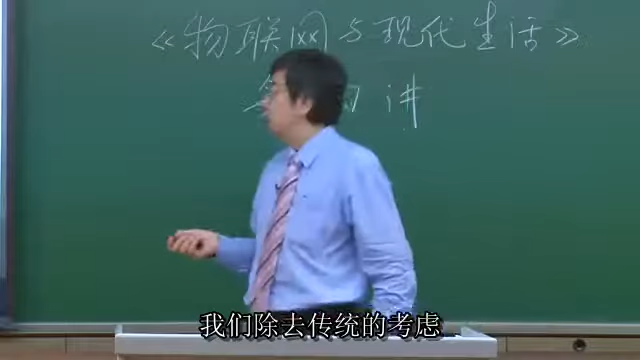 《物联网与现代生活》
讲
我们除去传统的考虑